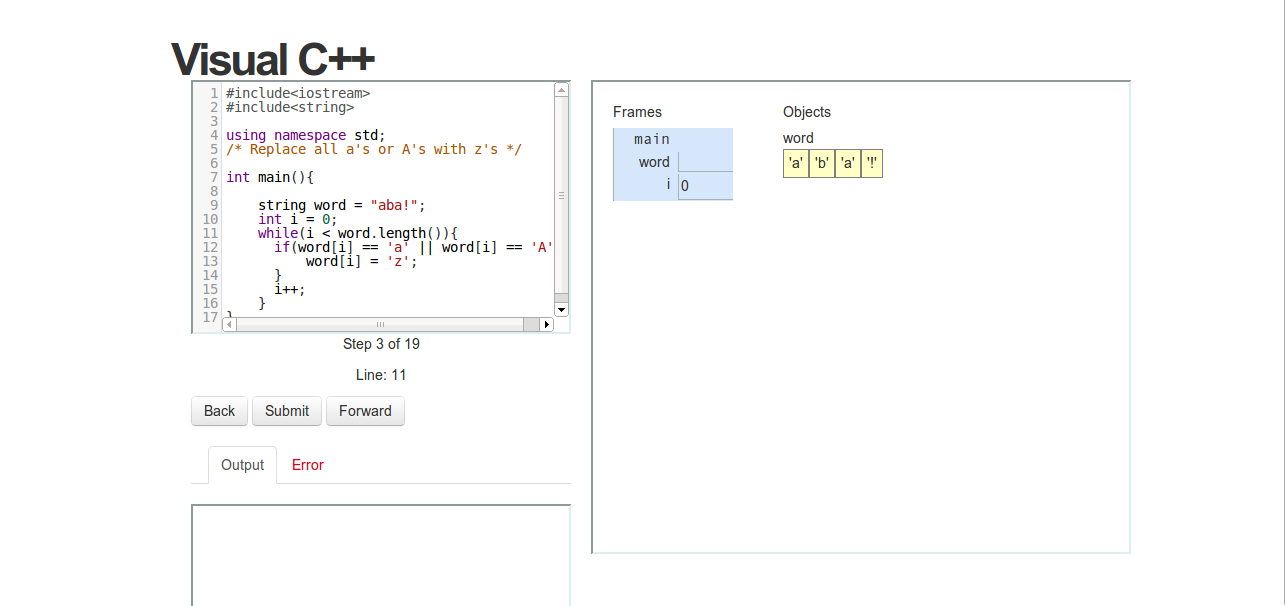 Visual C++
1 #include<iostream>
2 #include<string>
3
4 using namespace std;
5 /* Replace all a's or A's with z's */
6
7 int main(){
8
9     string word = "aba!";
10     int i = 0;
11     while(i < word.length()){
12       if(word[i] == 'a' || word[i] == 'A'
13           word[i] = 'z';
14       }
15       i++;
16     }
17 }
Step 3 of 19
Line: 11
Back Submit Forward
Output Error
Frames
main
word
i 0
Objects
word
'a' 'b' 'a' '!'